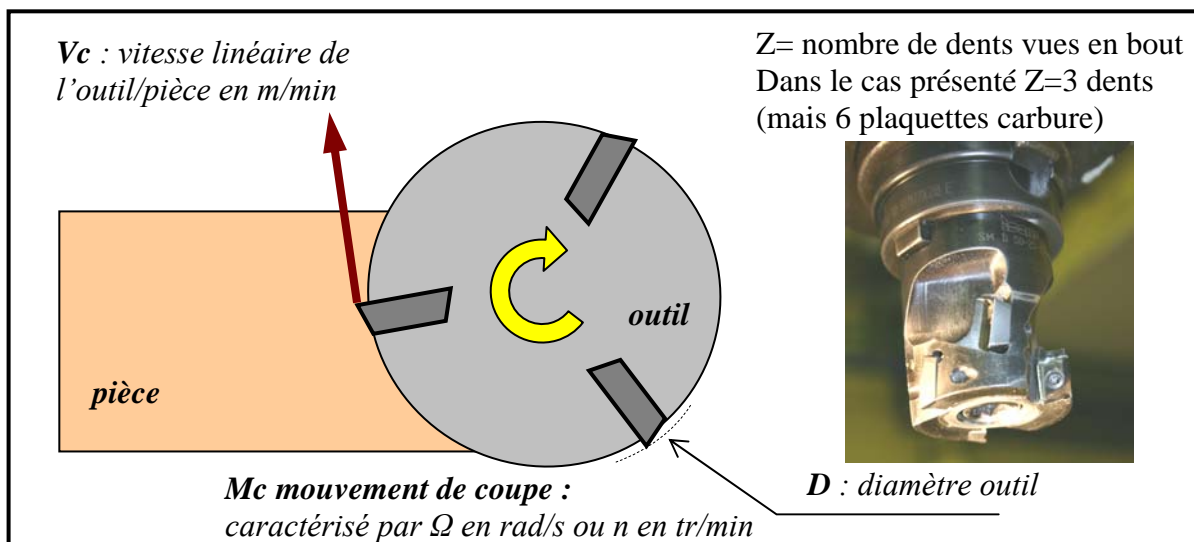 Vc : vitesse linéaire de
l’outil/pièce en m/min
Z= nombre de dents vues en bout
Dans le cas présenté Z=3 dents
(mais 6 plaquettes carbure)
outil
pièce
D : diamètre outil
Mc mouvement de coupe :
caractérisé par Ω en rad/s ou n en tr/min